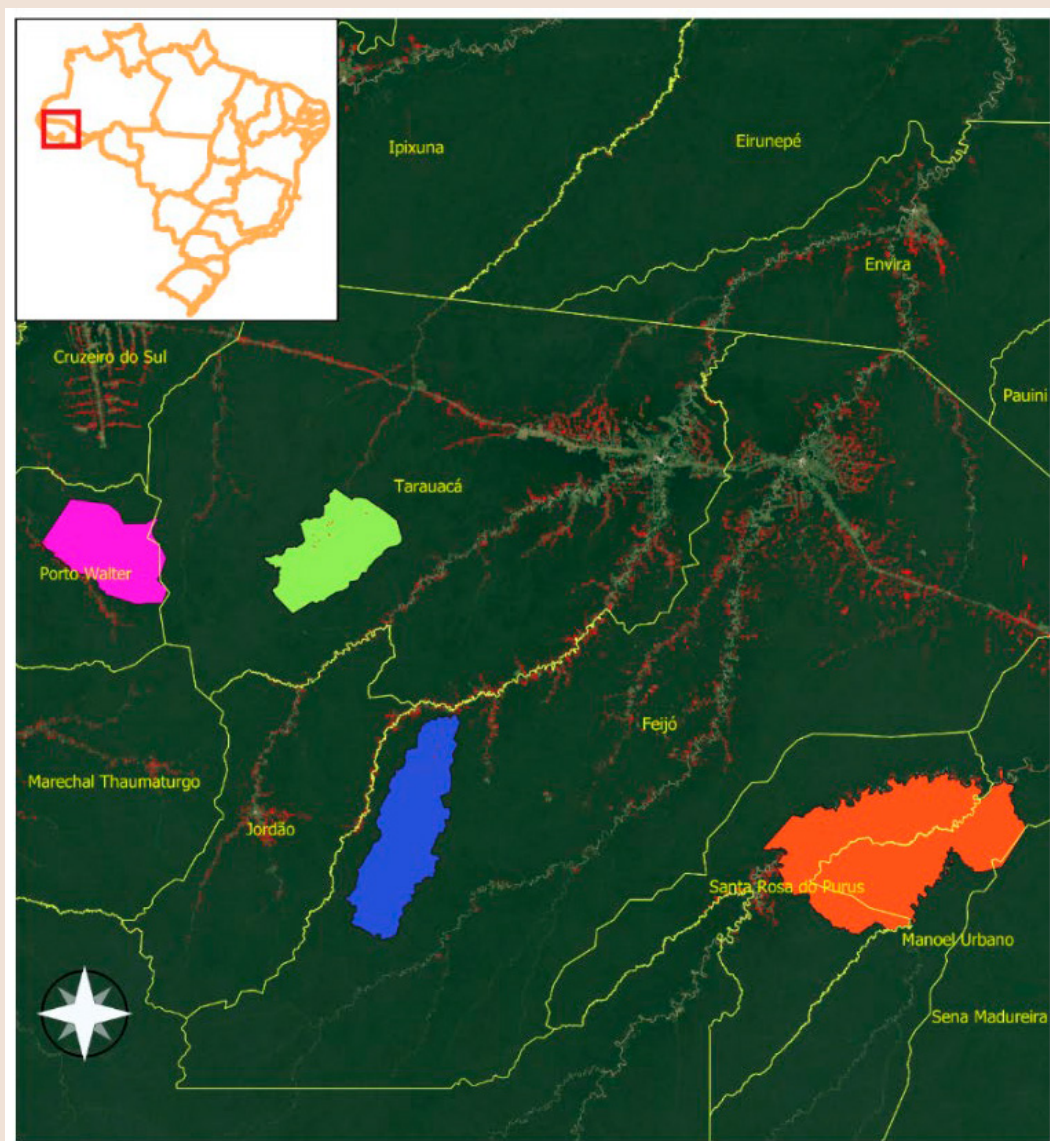 Ipixuna
Eirunepé
Envira
Cruzeiro do Sul
Pauini
Tarauacá
Porto Walter
Feijó
Marechal Thaumaturgo
Jordão
Santa Rosa do Purus
Manoel Urbano
Sena Madureira